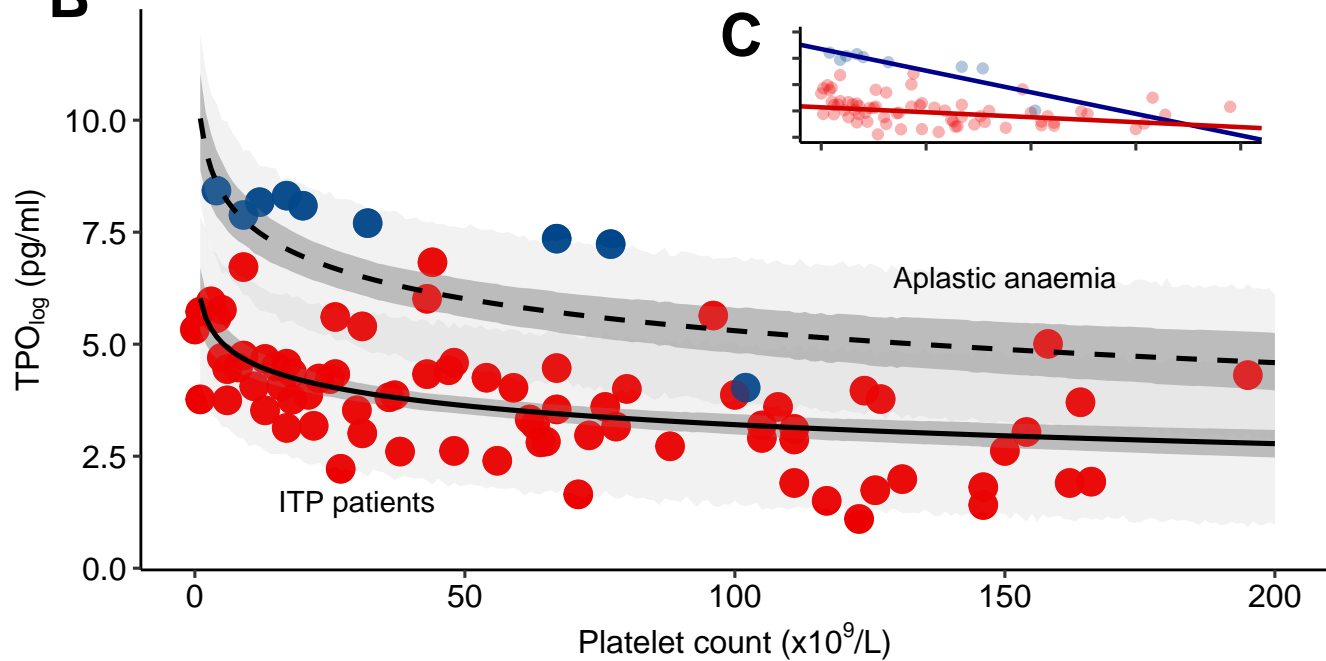 B
C
10.0
7.5
5.0
2.5
0.0
TPOlog (pg/ml)
Aplastic anaemia
ITP patients
0 50 100 150 200
Platelet count (x10⁹/L)